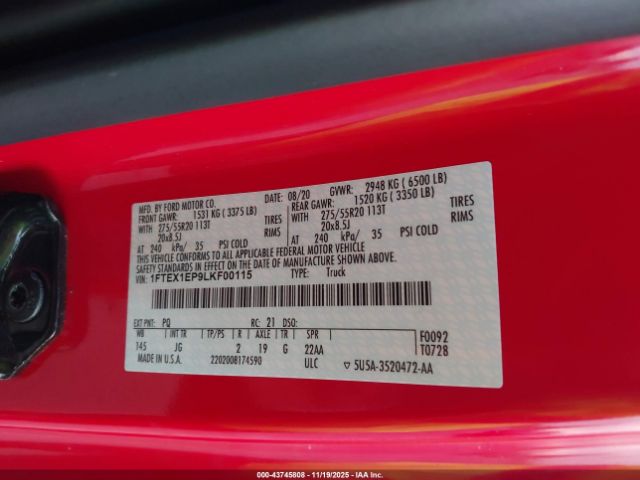 MFD. BY FORD MOTOR CO. DATE: 08/20 GVWR: 2948 KG ( 6500 LB)
FRONT GAWR: 1531 KG ( 3375 LB) REAR GAWR: 1520 KG ( 3350 LB)
WITH 275/55R20 113T TIRES WITH 275/55R20 113T TIRES
20x8.5J RIMS 20x8.5J RIMS
AT 240 kPa/ 35 PSI COLD AT 240 kPa/ 35 PSI COLD
THIS VEHICLE CONFORMS TO ALL APPLICABLE FEDERAL MOTOR VEHICLE
SAFETY STANDARDS IN EFFECT ON THE DATE OF MANUFACTURE SHOWN ABOVE.
VIN: 1FTEX1EP9LKF00115 TYPE: Truck
EXT PNT: PQ RC: 21 DSO:
WB INT TR TP/PS R AXLE TR SPR F0092
145 JG 2 19 G 22AA T0728
MADE IN U.S.A. 2202008174590 ULC 5U5A-3520472-AA
000-43745808 - 11/19/2025 - IAAI.com